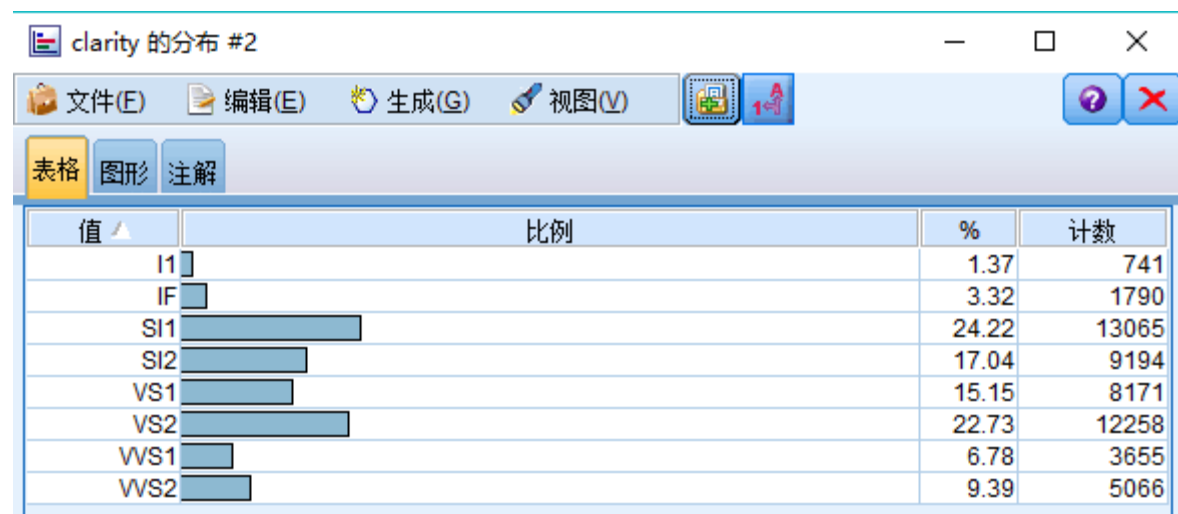 clarity 的分布 #2
文件(F) 编辑(E) 生成(G) 视图(V)
表格 图形 注解
值 比例 % 计数
I1 1.37 741
IF 3.32 1790
SI1 24.22 13065
SI2 17.04 9194
VS1 15.15 8171
VS2 22.73 12258
VVS1 6.78 3655
VVS2 9.39 5066